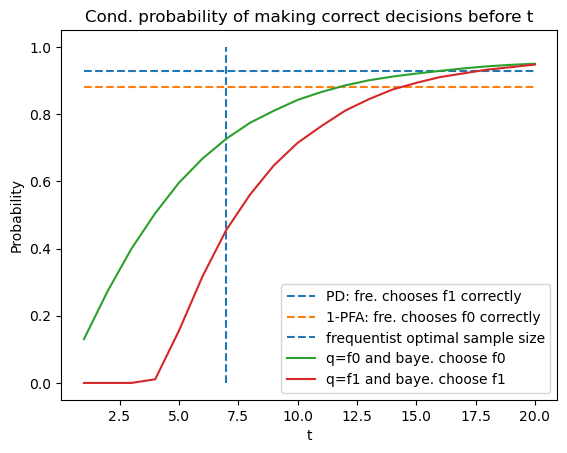 Cond. probability of making correct decisions before t
Probability
1.0
0.8
0.6
0.4
0.2
0.0
PD: fre. chooses f1 correctly
1-PFA: fre. chooses f0 correctly
frequentist optimal sample size
q=f0 and baye. choose f0
q=f1 and baye. choose f1
2.5 5.0 7.5 10.0 12.5 15.0 17.5 20.0
t